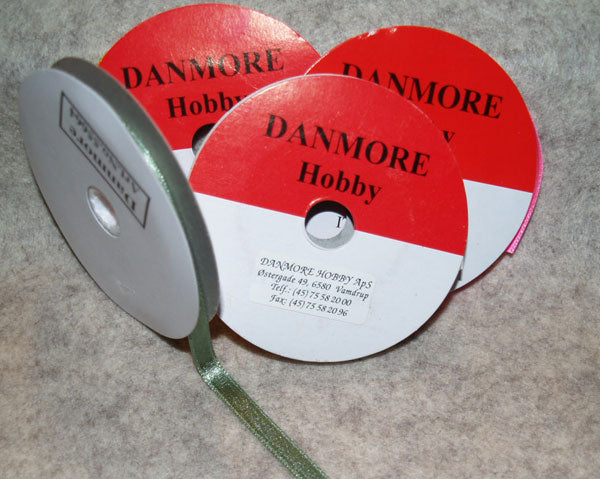 DANMORE
Hobby
DANMORE
DANMORE
Hobby
DANMORE HOBBY ApS
Østergade 49, 6580 Vamdrup
Telf.: (45) 75 58 20 00
Fax: (45) 75 58 20 96
Danmore